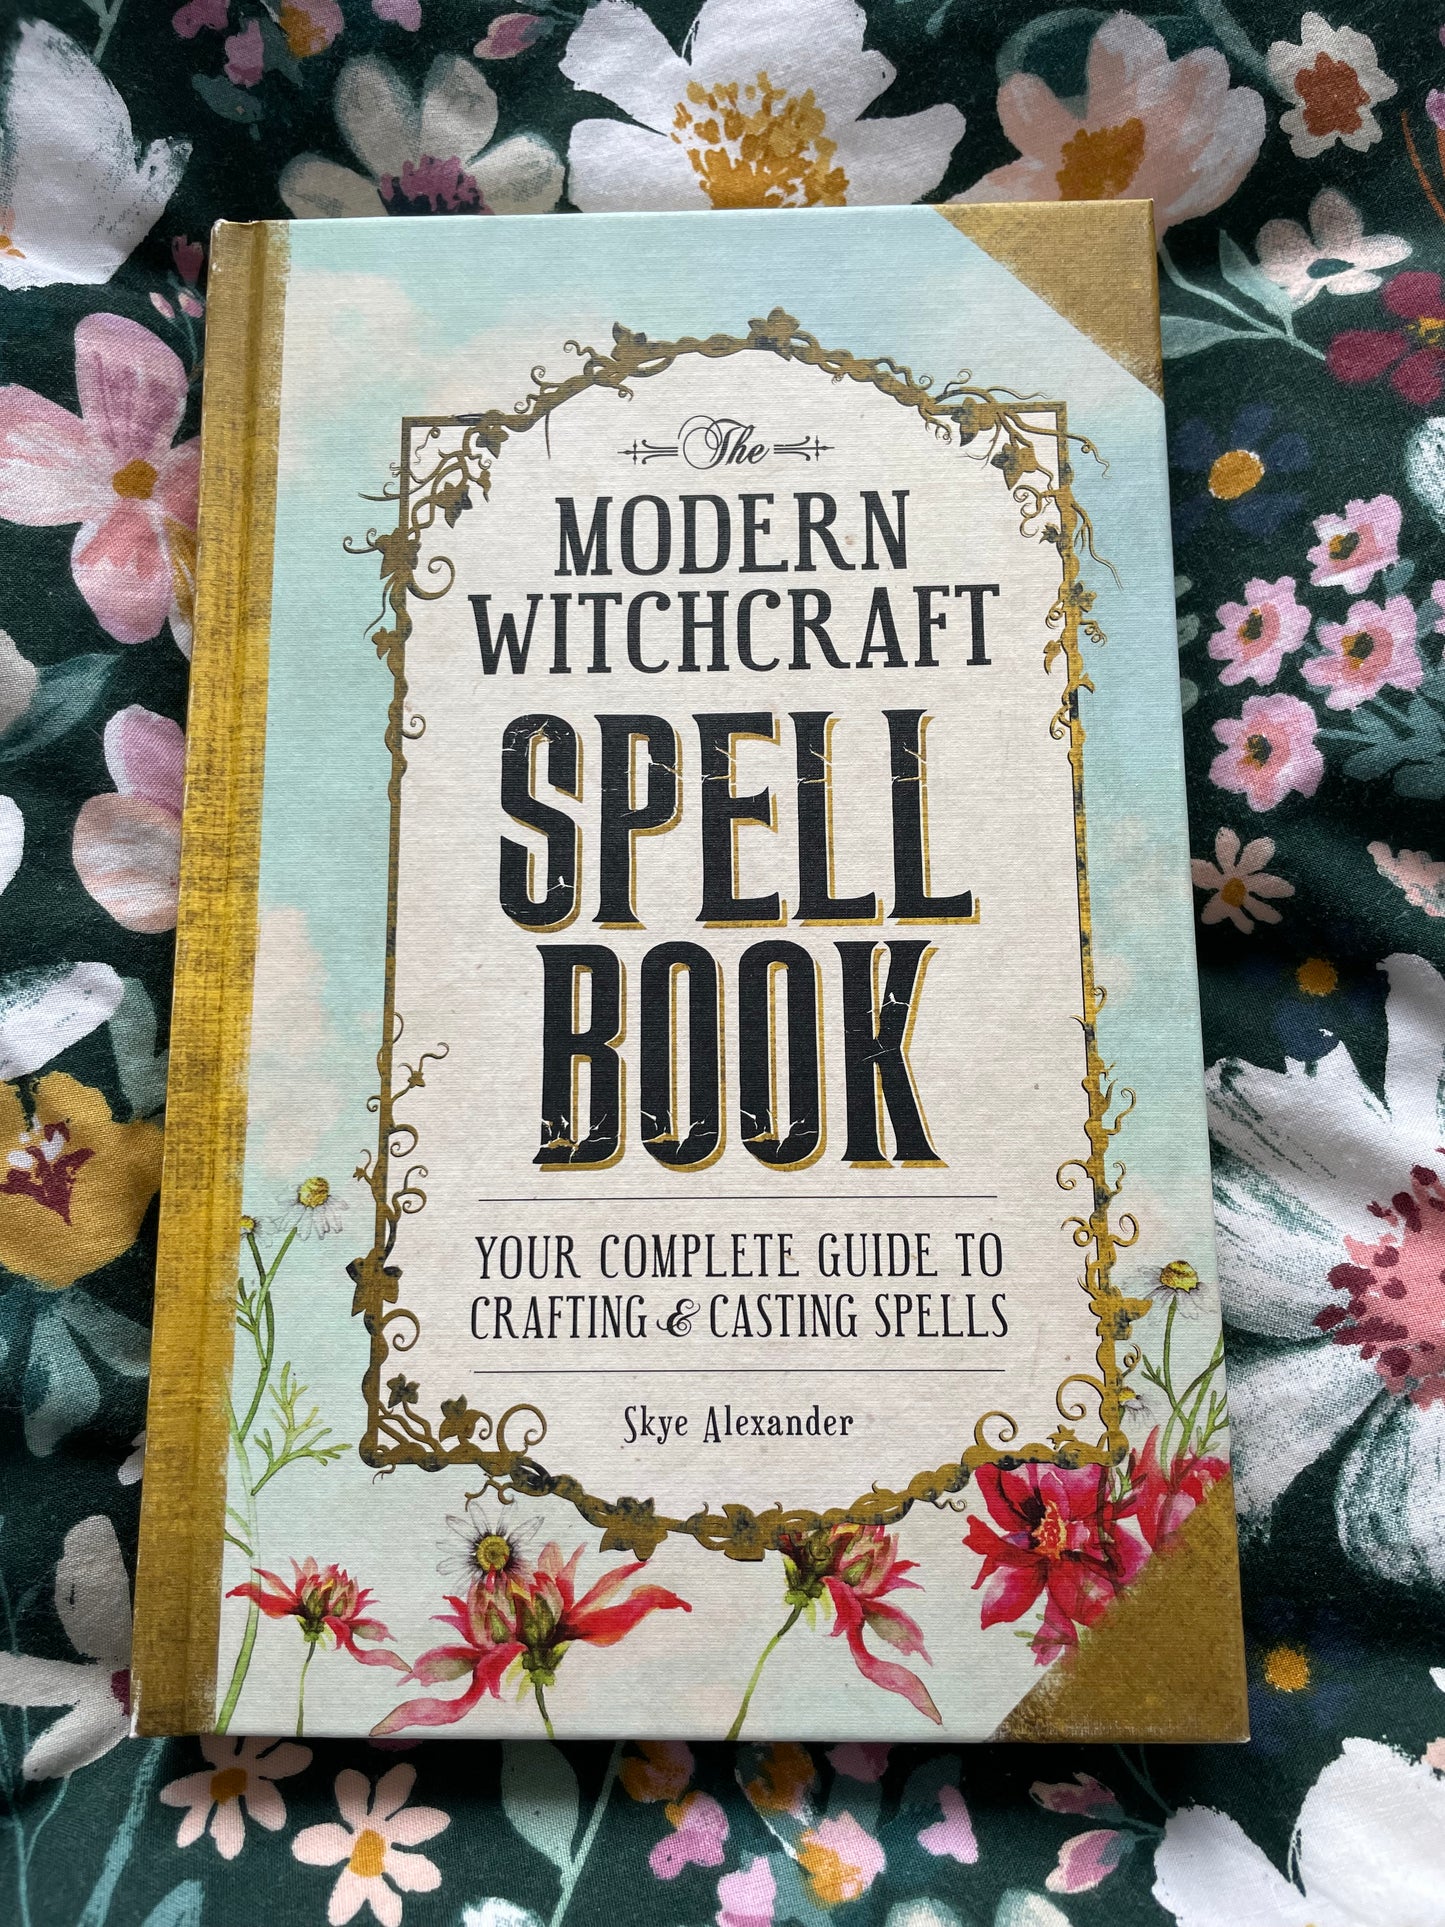 The
MODERN
WITCHCRAFT
SPELL
BOOK
YOUR COMPLETE GUIDE TO
CRAFTING & CASTING SPELLS
Skye Alexander